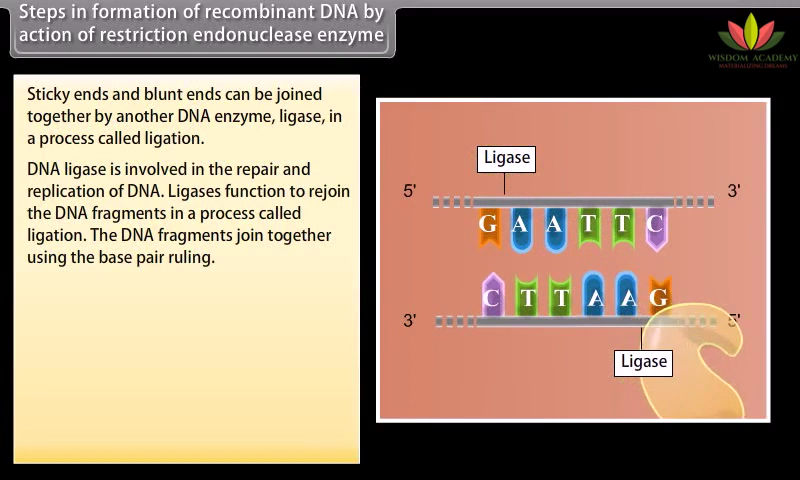 Steps in formation of recombinant DNA by
action of restriction endonuclease enzyme
WISDOM ACADEMY
MATERIALIZING DREAMS
Sticky ends and blunt ends can be joined
together by another DNA enzyme, ligase, in
a process called ligation.
DNA ligase is involved in the repair and
replication of DNA. Ligases function to rejoin
the DNA fragments in a process called
ligation. The DNA fragments join together
using the base pair ruling.
Ligase
5' 3'
G A A T T C
C T T A A G
3' 5'
Ligase